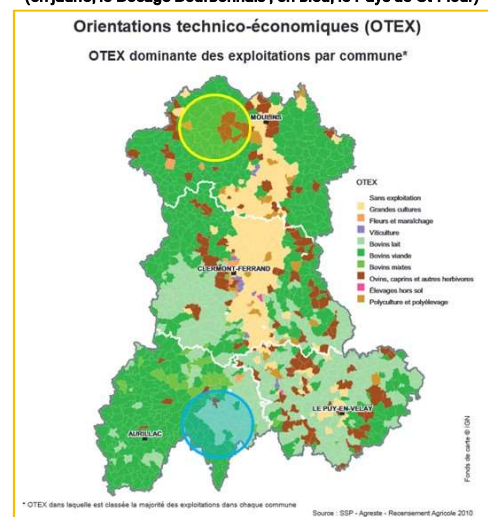 (en jaune, le Bocage Bourbonnais ; en bleu, le Pays de St Flour)
Orientations technico-économiques (OTEX)
OTEX dominante des exploitations par commune*
MOULINS
OTEX
Sans exploitation
Grandes cultures
Fleurs et maraîchage
Viticulture
Bovins lait
Bovins viande
Bovins mixtes
Ovins, caprins et autres herbivores
Élevages hors sol
Polyculture et polyélevage
CLERMONT-FERRAND
LE PUY-EN-VELAY
AURILLAC
Fonds de carte © IGN
* OTEX dans laquelle est classée la majorité des exploitations dans chaque commune
Source : SSP - Agreste - Recensement Agricole 2010